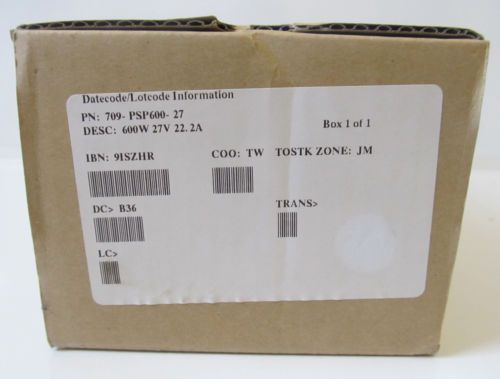 Datecode/Lotcode Information
PN: 709- PSP600- 27
DESC: 600W 27V 22.2A
Box 1 of 1
IBN: 9ISZHR COO: TW TOSTK ZONE: JM
DC> B36 TRANS>
LC>